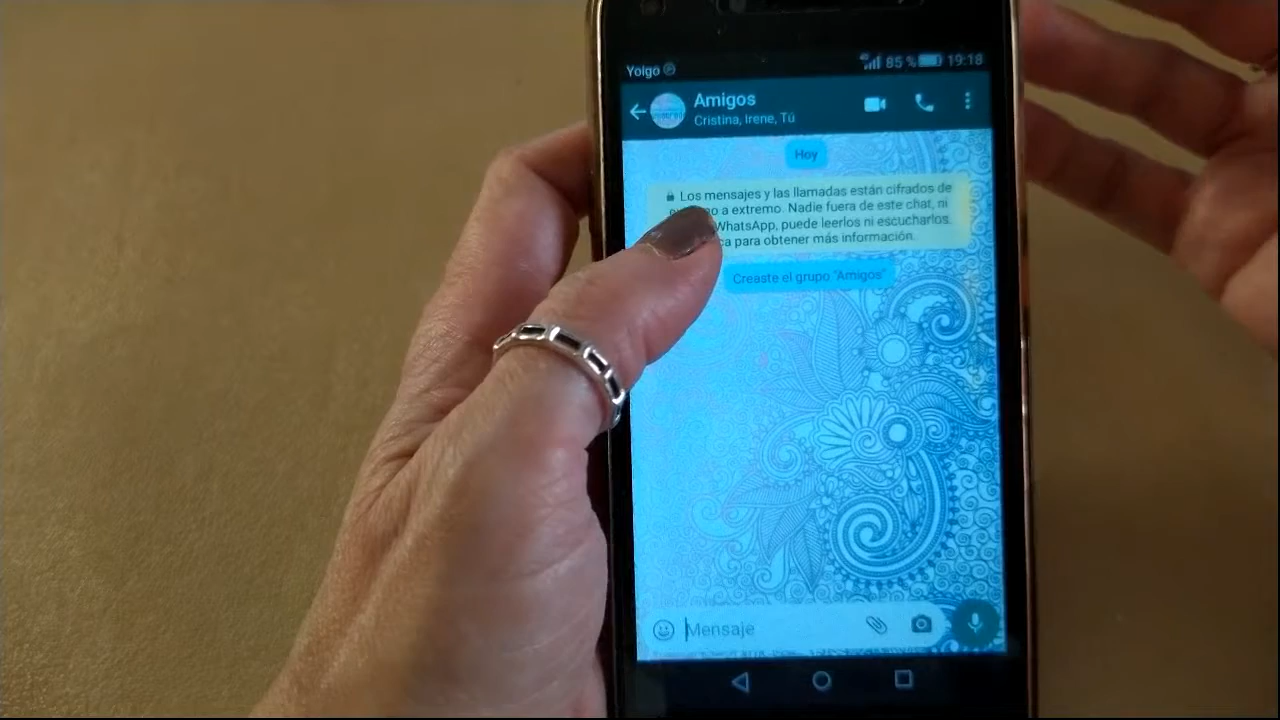 Yoigo 85 % 19:18
Amigos
Cristina, Irene, Tú
Hoy
Los mensajes y las llamadas están cifrados de
a extremo. Nadie fuera de este chat, ni
WhatsApp, puede leerlos ni escucharlos.
para obtener más información.
Creaste el grupo "Amigos"
Mensaje